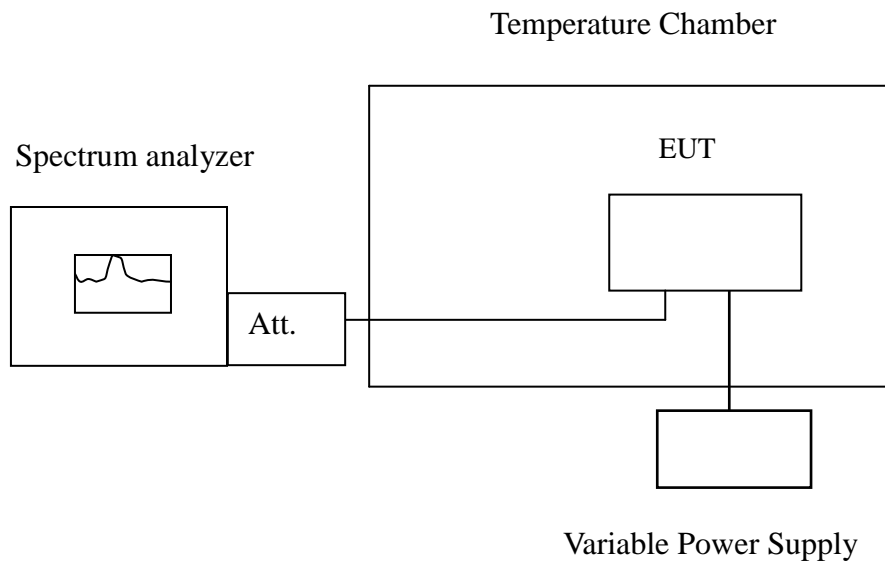 Temperature Chamber
Spectrum analyzer
EUT
Att.
Variable Power Supply